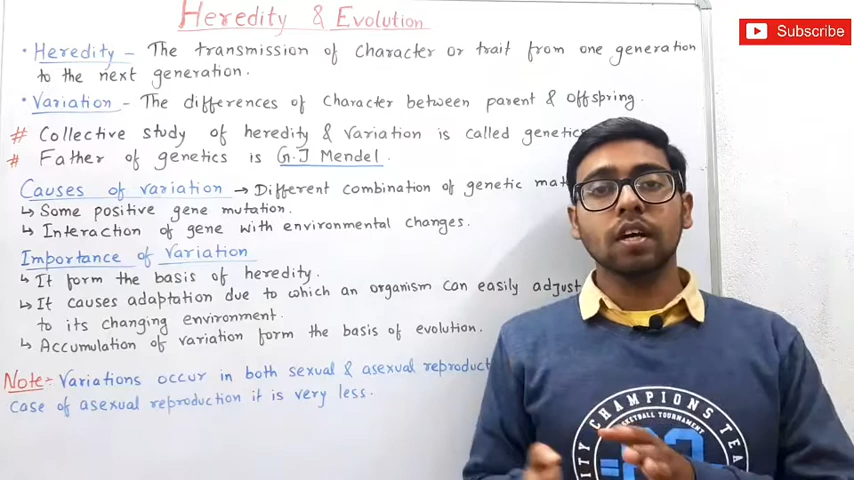 Heredity & Evolution
Subscribe
• Heredity - The transmission of character or trait from one generation
to the next generation.
• Variation - The differences of character between parent & offspring.
# Collective study of heredity & variation is called genetics
# Father of genetics is G.J Mendel.
Causes of variation → Different combination of genetic mat
↳ Some positive gene mutation.
↳ Interaction of gene with environmental changes.
Importance of Variation
↳ It form the basis of heredity.
↳ It causes adaptation due to which an organism can easily adjust
to its changing environment.
↳ Accumulation of variation form the basis of evolution.
Note:- Variations occur in both sexual & asexual reproduct
case of asexual reproduction it is very less.
CHAMPIONS TEAM
BASKETBALL TOURNAMENT